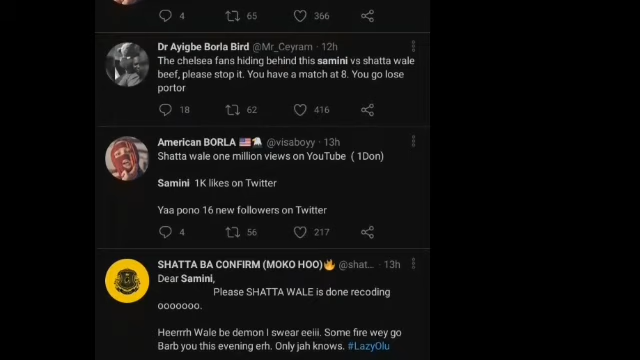 4 65 366
Dr Ayigbe Borla Bird @Mr_Ceyram · 12h
The chelsea fans hiding behind this samini vs shatta wale
beef, please stop it. You have a match at 8. You go lose
portor
18 62 416
American BORLA 🇺🇸🦅 @visaboyy · 13h
Shatta wale one million views on YouTube ( 1Don)
Samini 1K likes on Twitter
Yaa pono 16 new followers on Twitter
4 56 217
SHATTA BA CONFIRM (MOKO HOO)🔥 @shat... · 13h
Dear Samini,
Please SHATTA WALE is done recoding
ooooooo.
Heerrrh Wale be demon I swear eeiii. Some fire wey go
Barb you this evening erh. Only jah knows. #LazyOlu